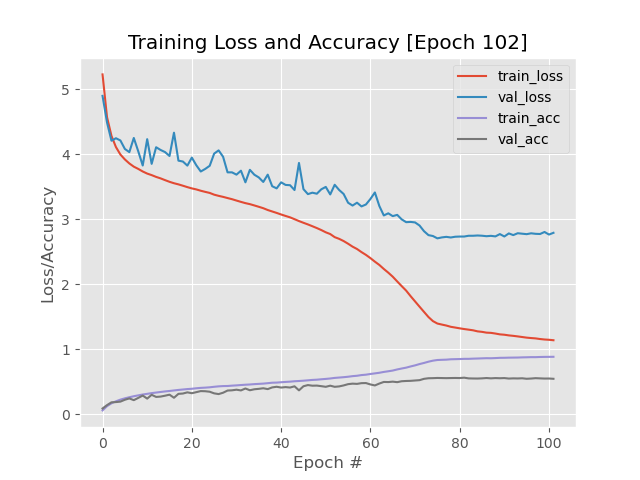 Training Loss and Accuracy [Epoch 102]
train_loss
val_loss
train_acc
val_acc
Loss/Accuracy
5
4
3
2
1
0
0 20 40 60 80 100
Epoch #